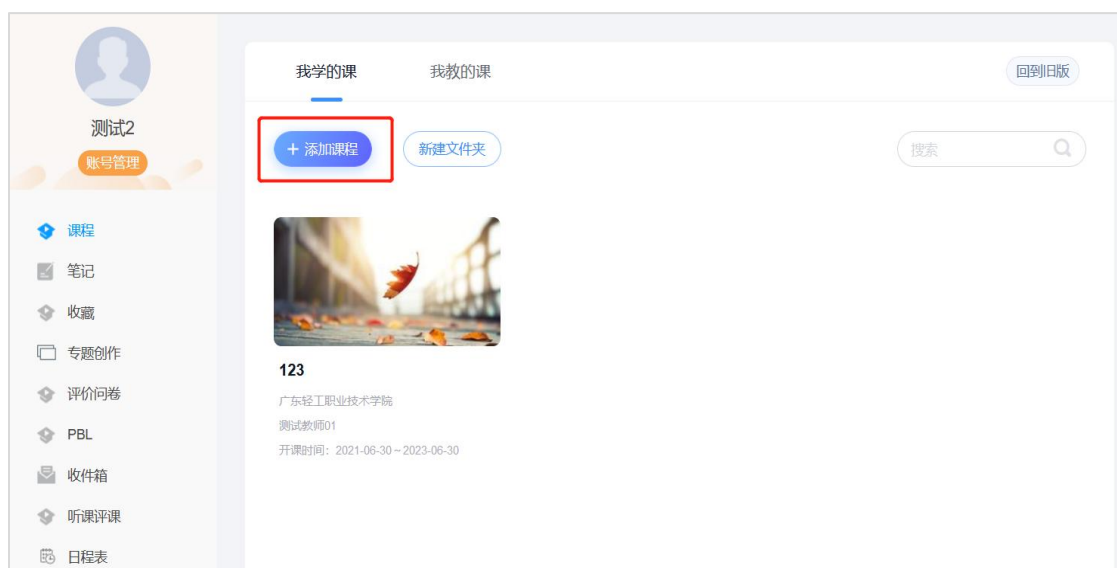 测试2
账号管理
课程
笔记
收藏
专题创作
评价问卷
PBL
收件箱
听课评课
日程表
我学的课
我教的课
回到旧版
+ 添加课程
新建文件夹
搜索
123
广东轻工职业技术学院
测试教师01
开课时间：2021-06-30～2023-06-30